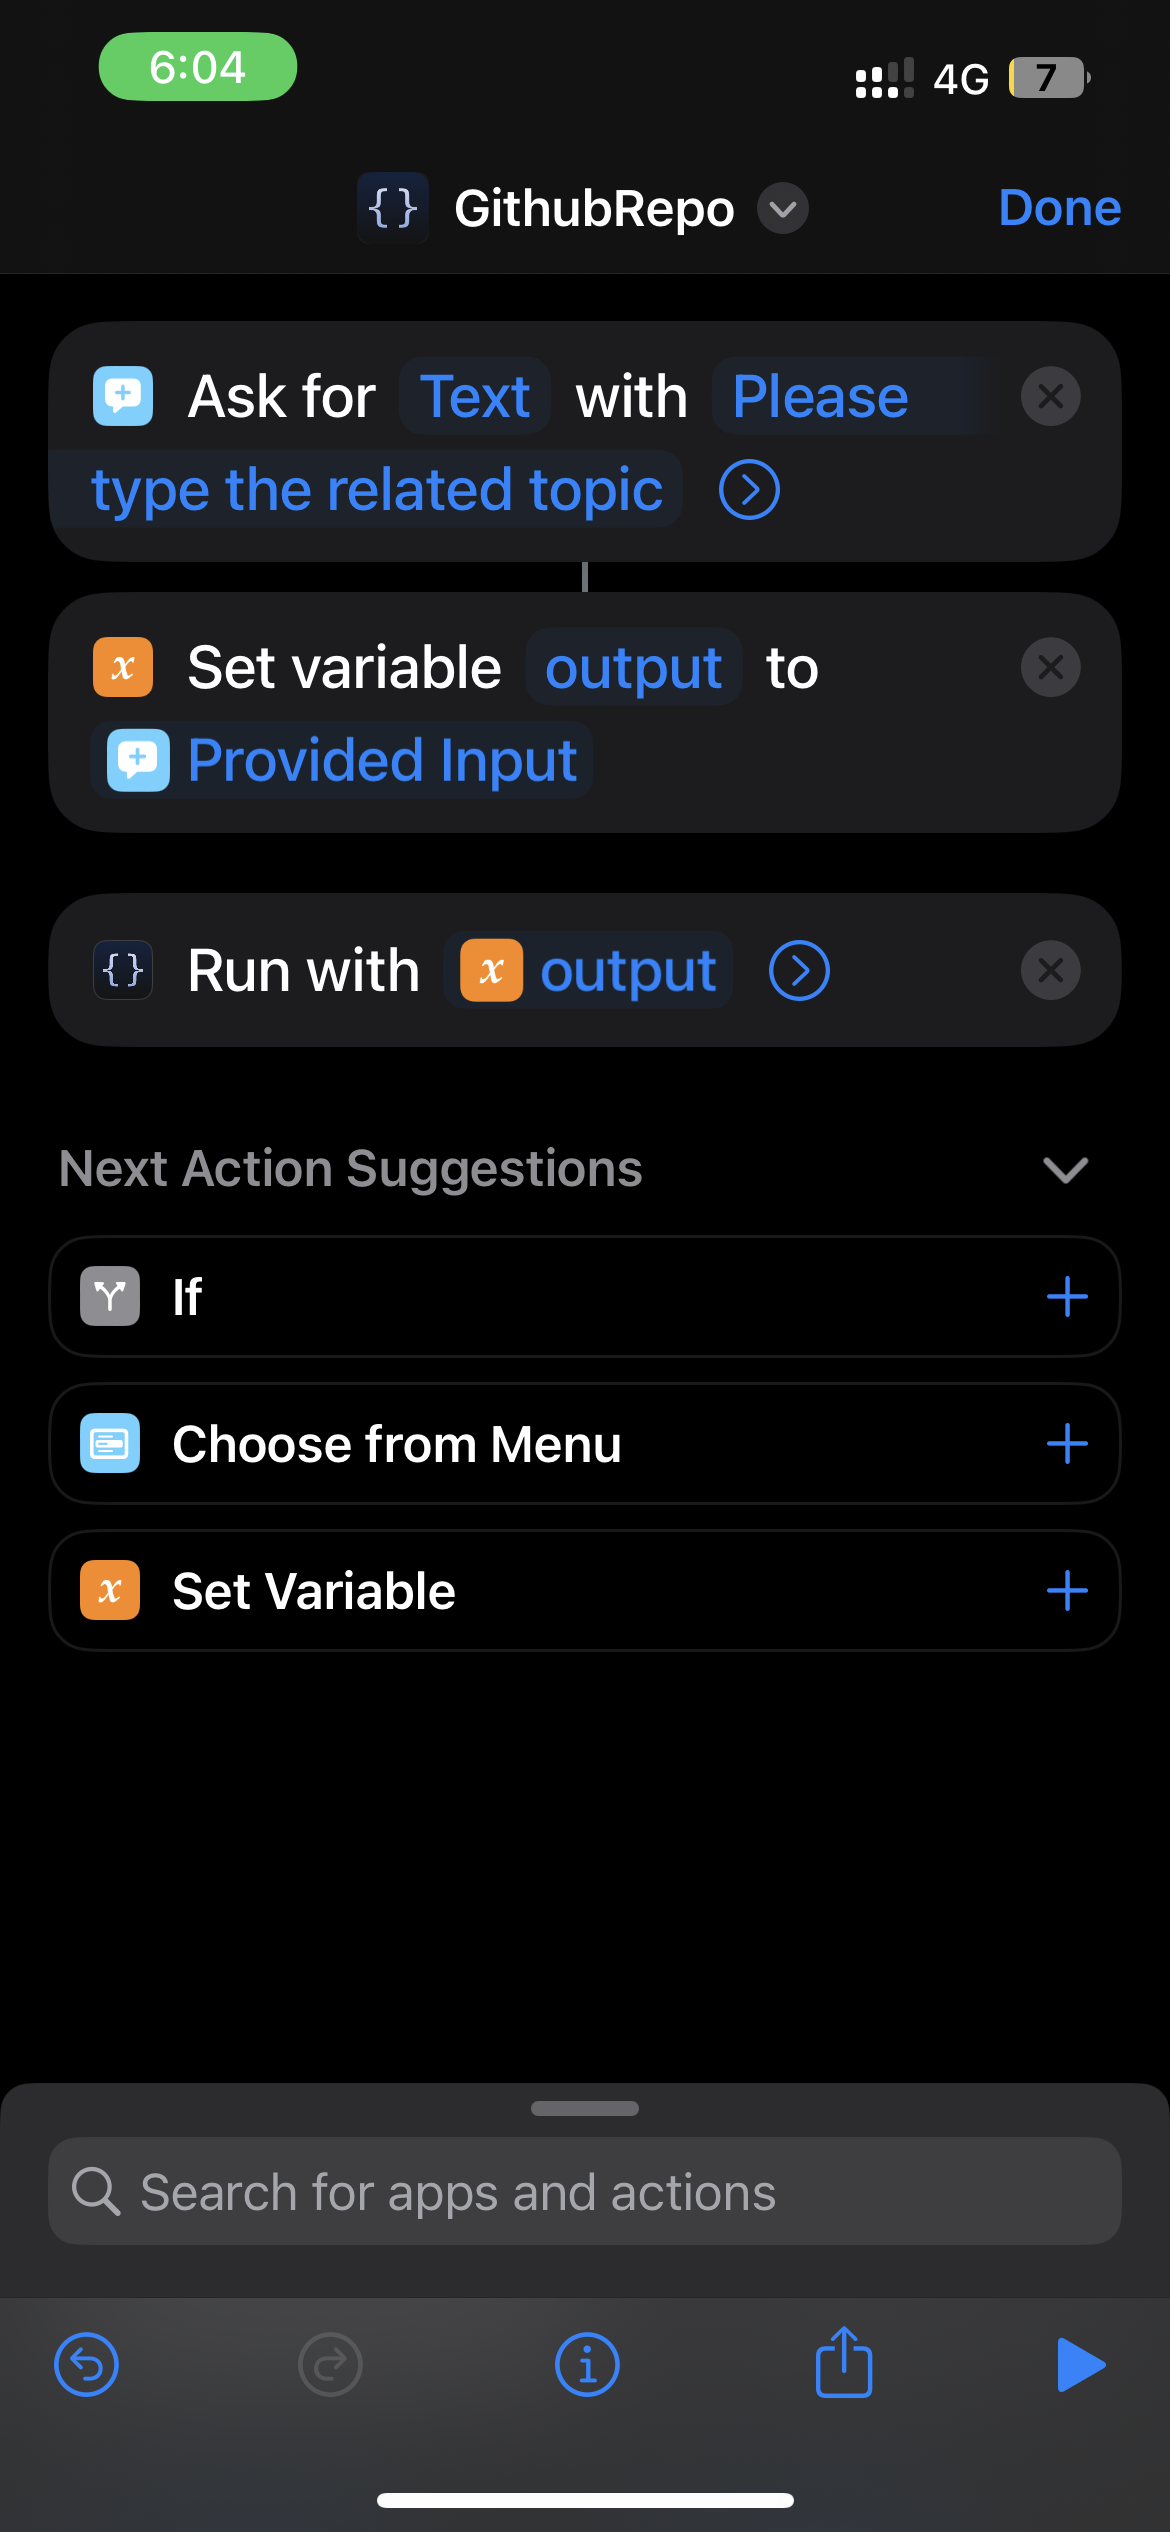 6:04
4G 7
{ } GithubRepo
Done
Ask for Text with Please
type the related topic
x Set variable output to
Provided Input
{ } Run with x output
Next Action Suggestions
If
Choose from Menu
x Set Variable
Search for apps and actions